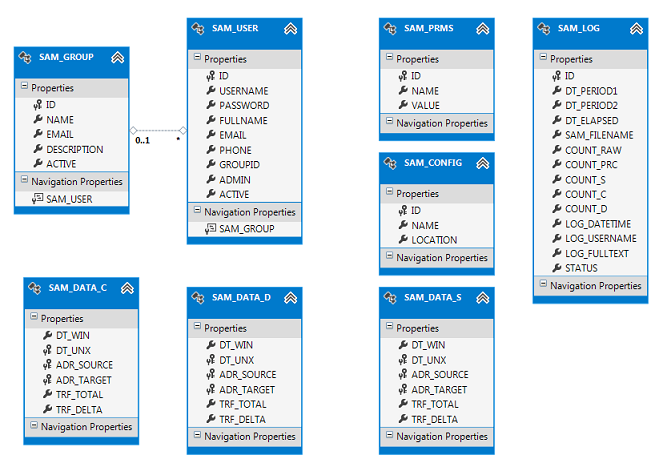 SAM_GROUP
Properties
ID
NAME
EMAIL
DESCRIPTION
ACTIVE
Navigation Properties
SAM_USER
0..1
*
SAM_USER
Properties
ID
USERNAME
PASSWORD
FULLNAME
EMAIL
PHONE
GROUPID
ADMIN
ACTIVE
Navigation Properties
SAM_GROUP
SAM_PRMS
Properties
ID
NAME
VALUE
Navigation Properties
SAM_CONFIG
Properties
ID
NAME
LOCATION
Navigation Properties
SAM_LOG
Properties
ID
DT_PERIOD1
DT_PERIOD2
DT_ELAPSED
SAM_FILENAME
COUNT_RAW
COUNT_PRC
COUNT_S
COUNT_C
COUNT_D
LOG_DATETIME
LOG_USERNAME
LOG_FULLTEXT
STATUS
Navigation Properties
SAM_DATA_C
Properties
DT_WIN
DT_UNX
ADR_SOURCE
ADR_TARGET
TRF_TOTAL
TRF_DELTA
Navigation Properties
SAM_DATA_D
Properties
DT_WIN
DT_UNX
ADR_SOURCE
ADR_TARGET
TRF_TOTAL
TRF_DELTA
Navigation Properties
SAM_DATA_S
Properties
DT_WIN
DT_UNX
ADR_SOURCE
ADR_TARGET
TRF_TOTAL
TRF_DELTA
Navigation Properties